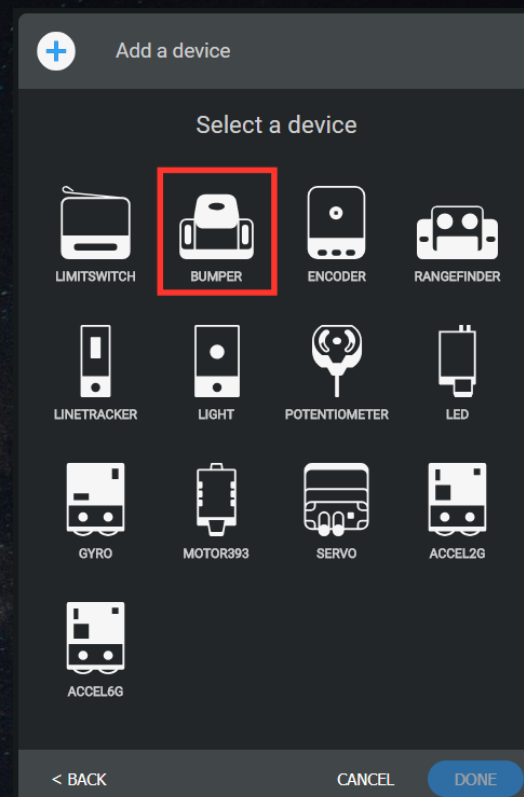 Add a device
Select a device
LIMITSWITCH
BUMPER
ENCODER
RANGEFINDER
LINETRACKER
LIGHT
POTENTIOMETER
LED
GYRO
MOTOR393
SERVO
ACCEL2G
ACCEL6G
< BACK
CANCEL
DONE